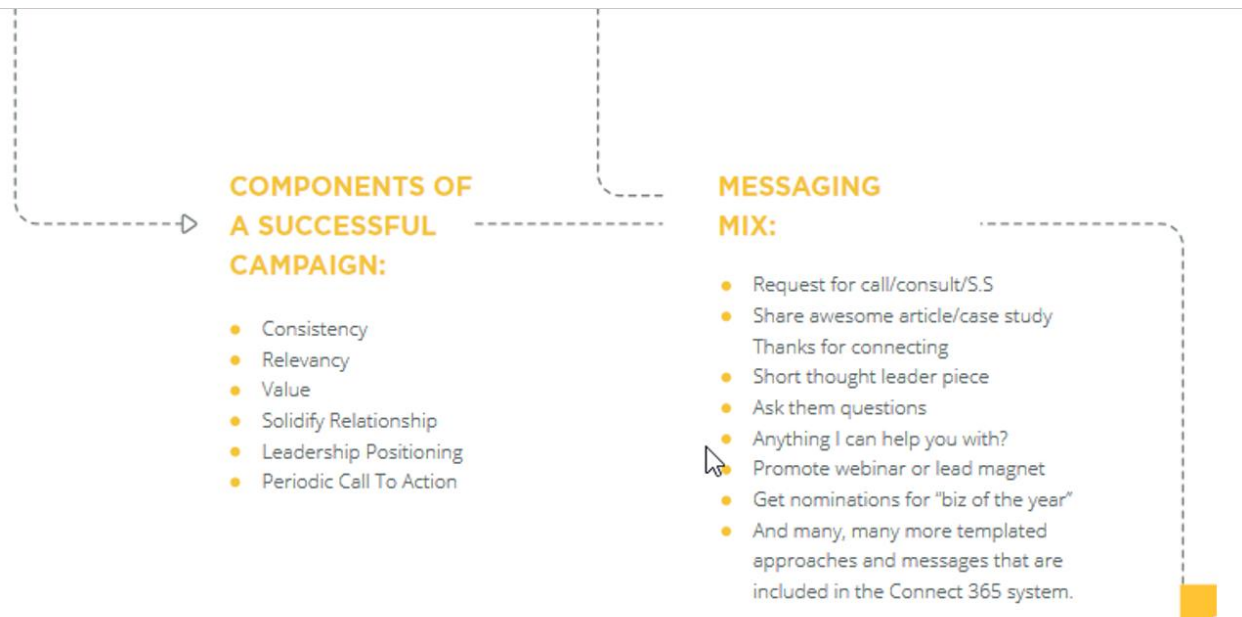 COMPONENTS OF
A SUCCESSFUL
CAMPAIGN:
Consistency
Relevancy
Value
Solidify Relationship
Leadership Positioning
Periodic Call To Action
MESSAGING
MIX:
Request for call/consult/S.S
Share awesome article/case study
Thanks for connecting
Short thought leader piece
Ask them questions
Anything I can help you with?
Promote webinar or lead magnet
Get nominations for “biz of the year”
And many, many more templated
approaches and messages that are
included in the Connect 365 system.